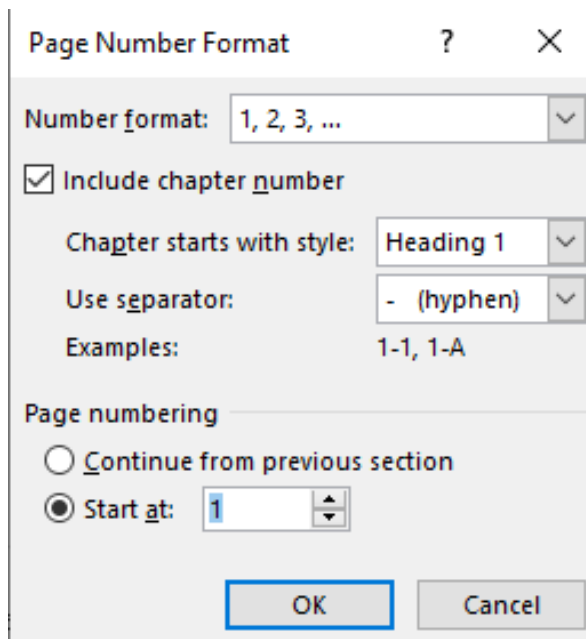 Page Number Format ? X
Number format: 1, 2, 3, ...
Include chapter number
Chapter starts with style: Heading 1
Use separator: - (hyphen)
Examples: 1-1, 1-A
Page numbering
Continue from previous section
Start at: 1
OK Cancel